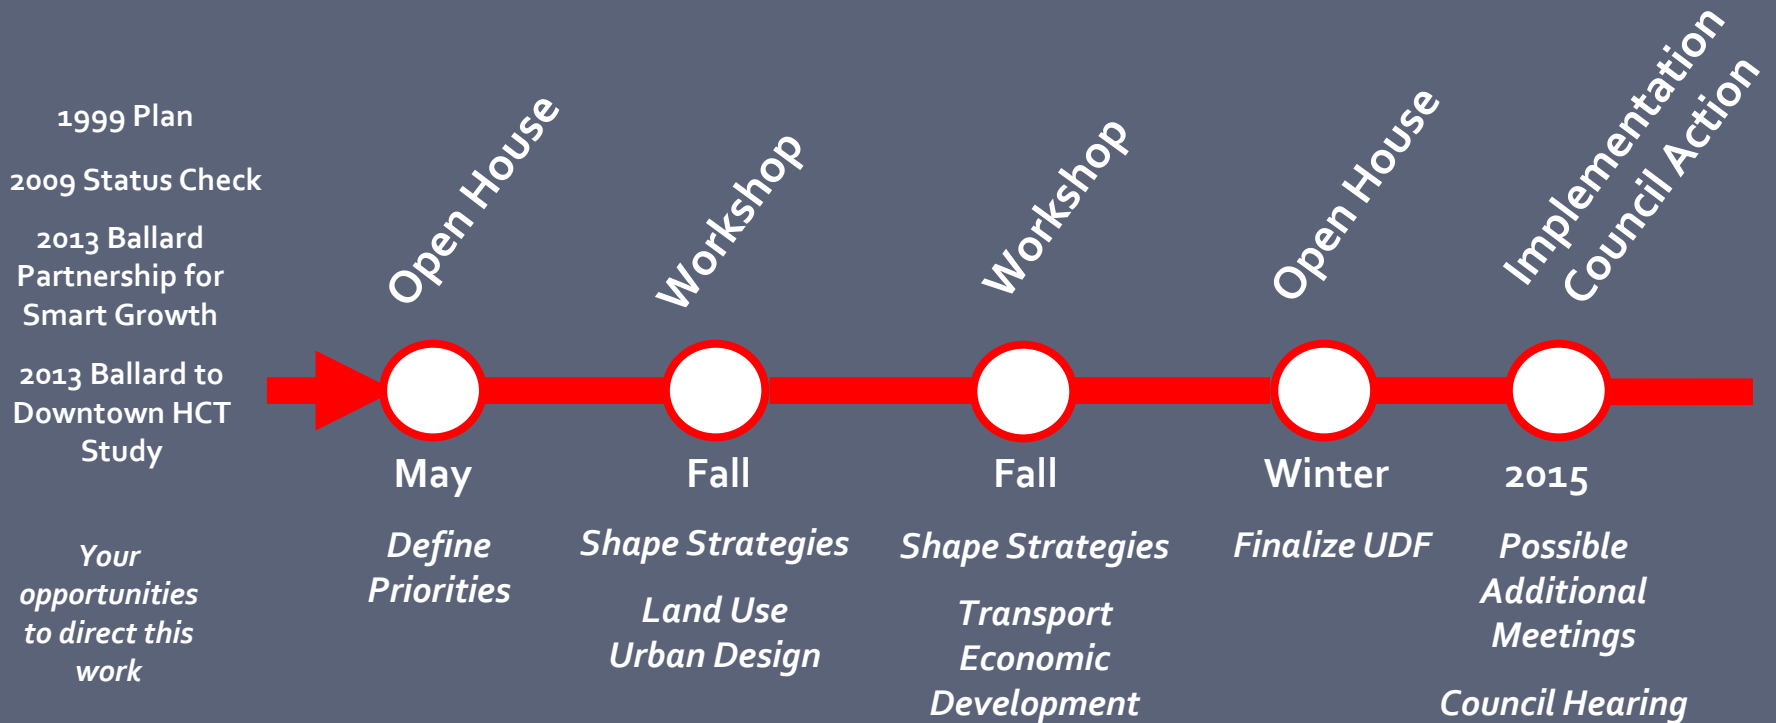 1999 Plan
2009 Status Check
2013 Ballard
Partnership for
Smart Growth
2013 Ballard to
Downtown HCT
Study
Your
opportunities
to direct this
work
Open House
May
Define
Priorities
Workshop
Fall
Shape Strategies
Land Use
Urban Design
Workshop
Fall
Shape Strategies
Transport
Economic
Development
Open House
Winter
Finalize UDF
Implementation
Council Action
2015
Possible
Additional
Meetings
Council Hearing